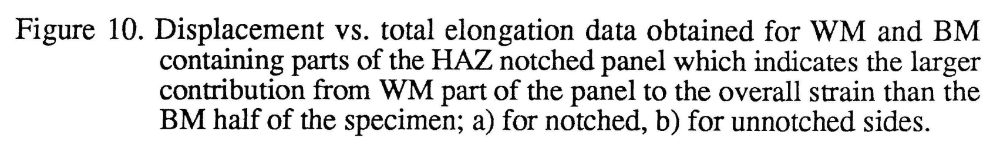 Figure 10. Displacement vs. total elongation data obtained for WM and BM
containing parts of the HAZ notched panel which indicates the larger
contribution from WM part of the panel to the overall strain than the
BM half of the specimen; a) for notched, b) for unnotched sides.